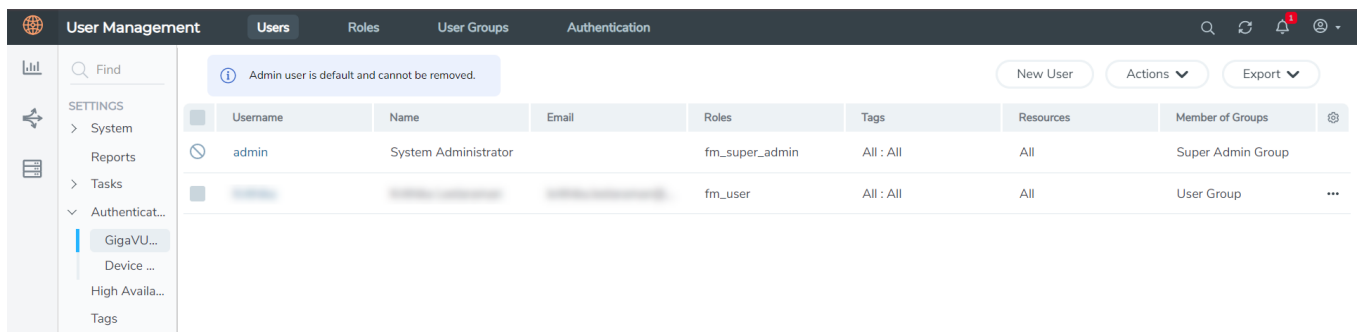 User Management Users Roles User Groups Authentication 1
Find
Admin user is default and cannot be removed. New User Actions Export
SETTINGS
System
Reports
Tasks
Authenticat...
GigaVU...
Device ...
High Availa...
Tags
Username Name Email Roles Tags Resources Member of Groups
admin System Administrator fm_super_admin All : All All Super Admin Group
fm_user All : All All User Group